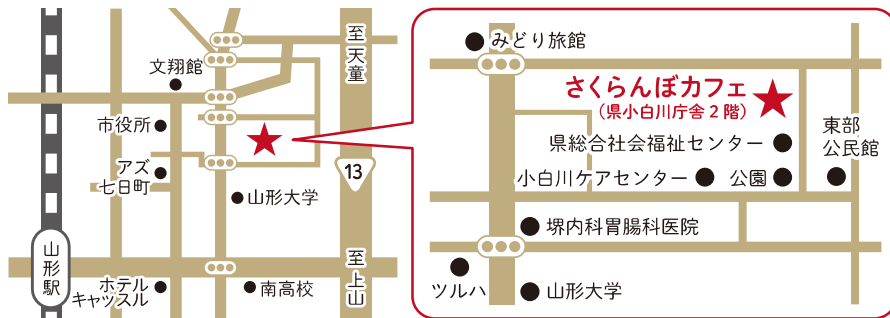 至
天
童
文翔館
市役所
アズ
七日町
山形大学
13
山形駅
ホテル
キャッスル
南高校
至
上
山
みどり旅館
さくらんぼカフェ
(県小白川庁舎2階)
東部
公民館
県総合社会福祉センター
小白川ケアセンター
公園
堺内科胃腸科医院
ツルハ
山形大学